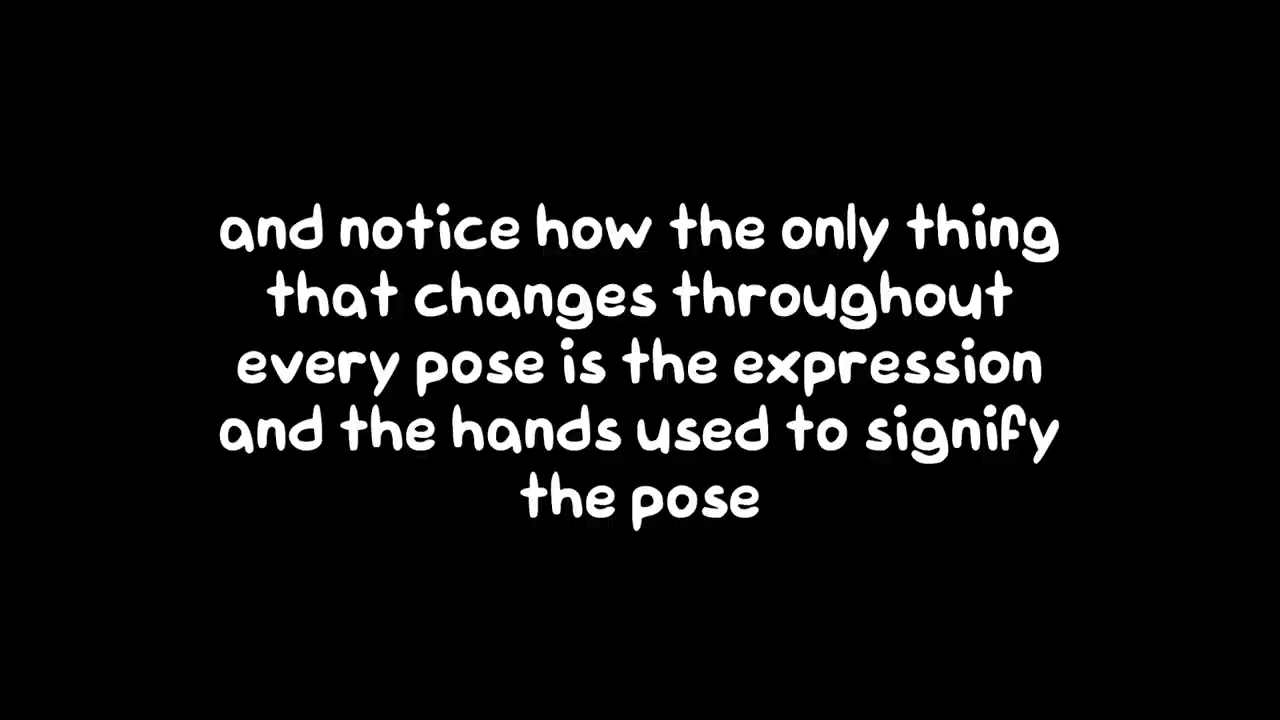 and notice how the only thing
that changes throughout
every pose is the expression
and the hands used to signify
the pose